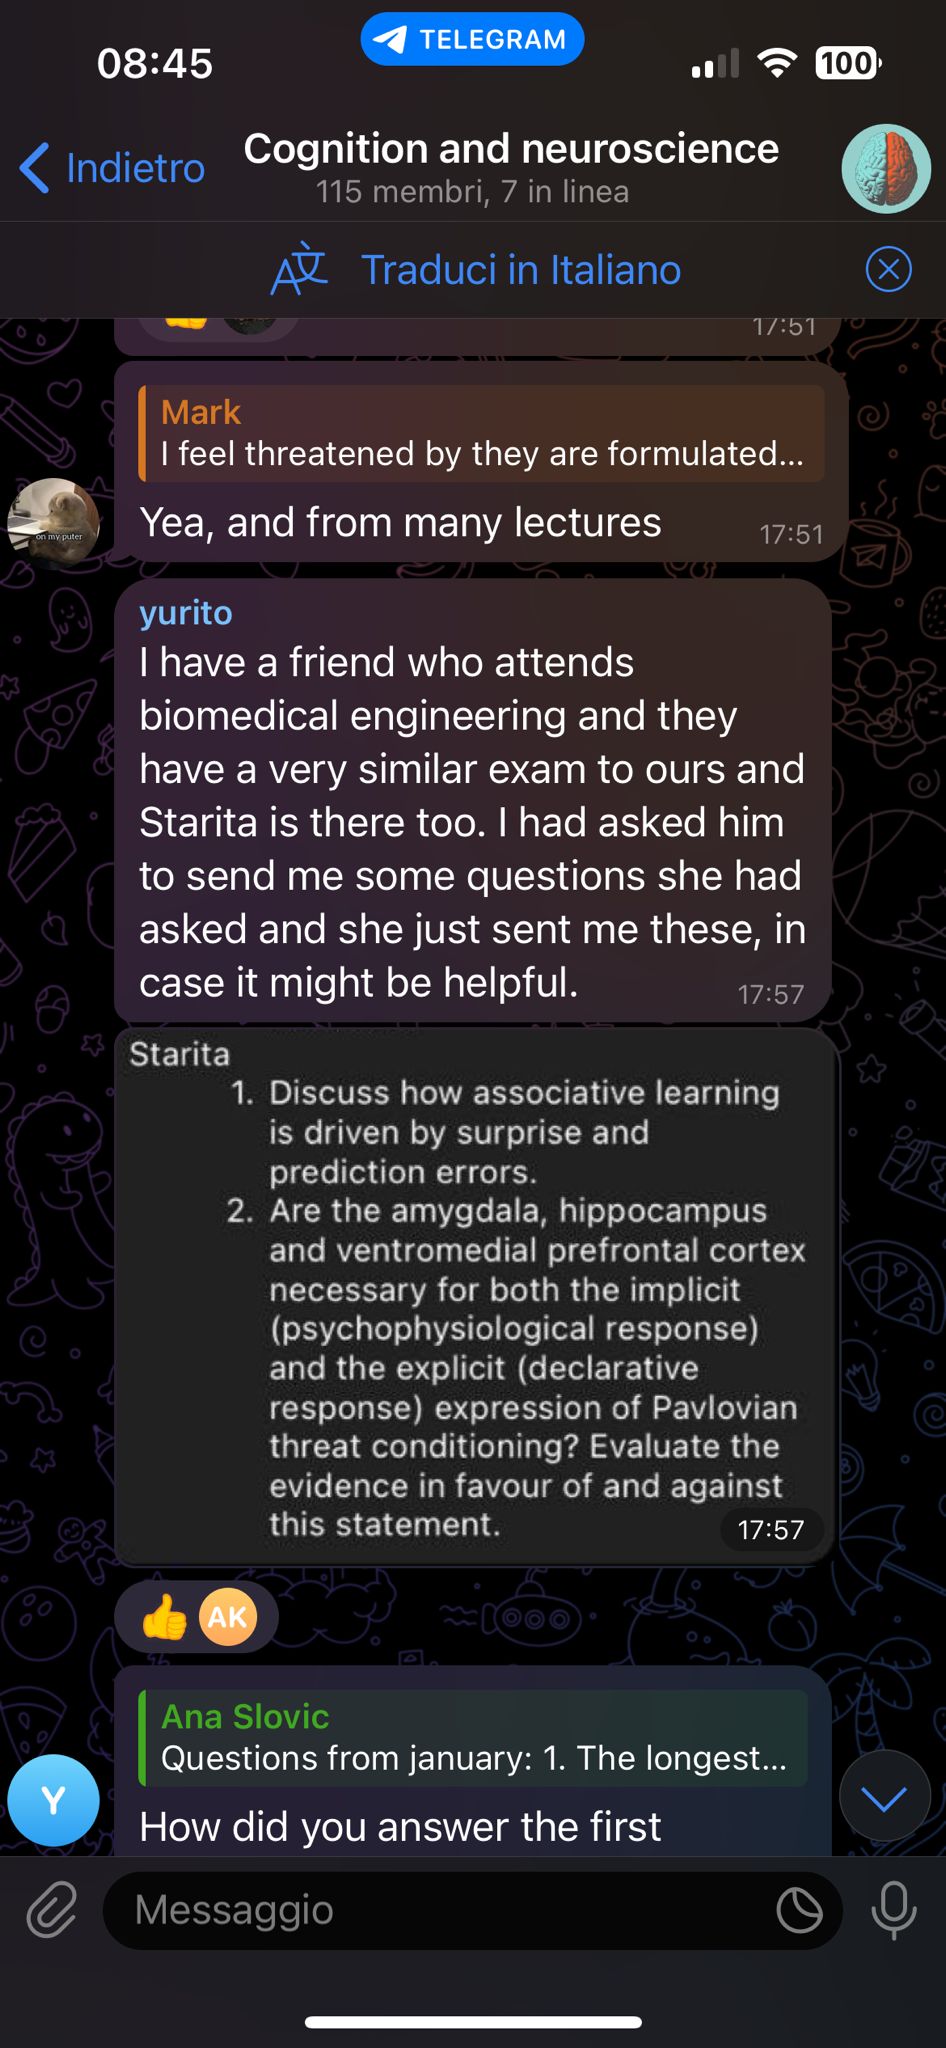 08:45
TELEGRAM
100
Indietro
Cognition and neuroscience
115 membri, 7 in linea
Traduci in Italiano
17:51
Mark
I feel threatened by they are formulated...
on my puter
Yea, and from many lectures
17:51
yurito
I have a friend who attends
biomedical engineering and they
have a very similar exam to ours and
Starita is there too. I had asked him
to send me some questions she had
asked and she just sent me these, in
case it might be helpful.
17:57
Starita
1. Discuss how associative learning
is driven by surprise and
prediction errors.
2. Are the amygdala, hippocampus
and ventromedial prefrontal cortex
necessary for both the implicit
(psychophysiological response)
and the explicit (declarative
response) expression of Pavlovian
threat conditioning? Evaluate the
evidence in favour of and against
this statement.
17:57
AK
Ana Slovic
Questions from january: 1. The longest...
Y
How did you answer the first
Messaggio